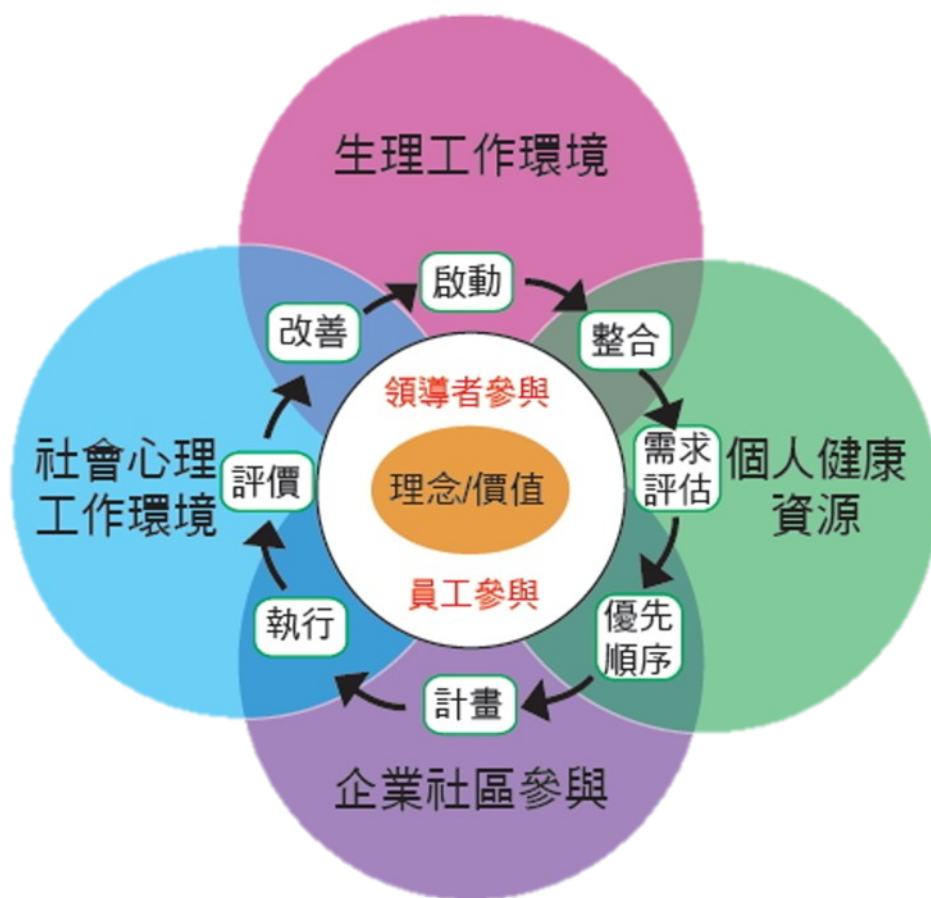 生理工作環境
啟動
改善
整合
領導者參與
理念/價值
員工參與
社會心理
工作環境
評價
需求
評估
個人健康
資源
執行
優先
順序
計畫
企業社區參與